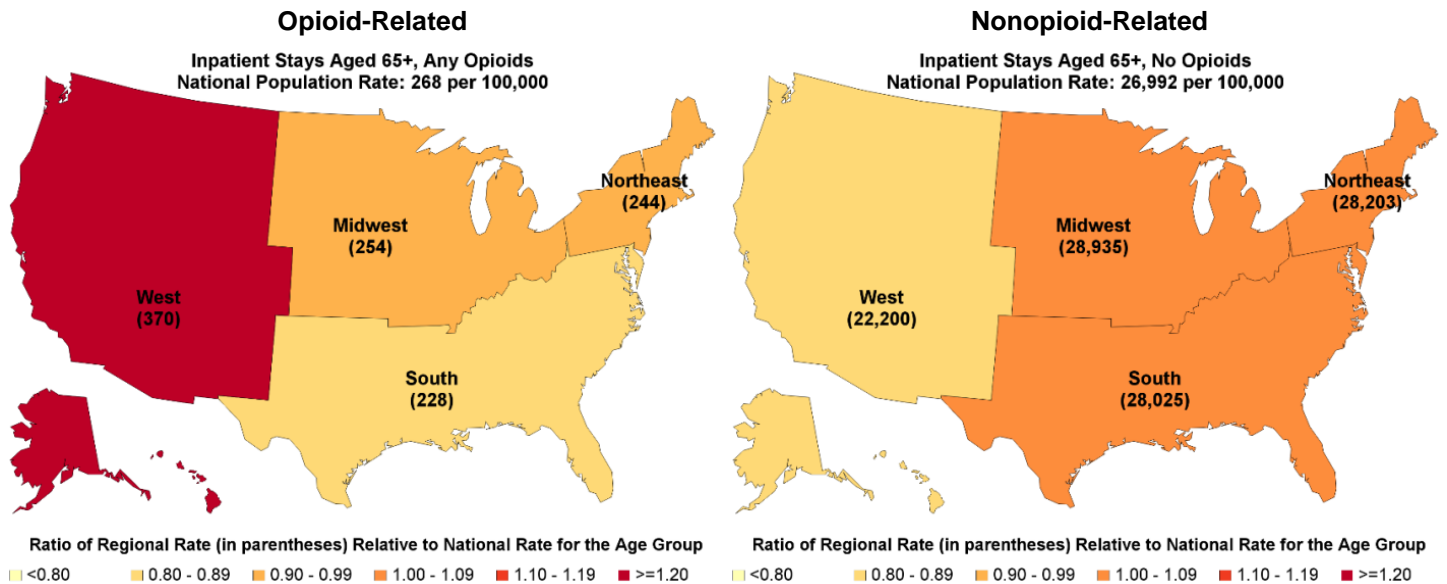 Opioid-Related
Inpatient Stays Aged 65+, Any Opioids
National Population Rate: 268 per 100,000
Northeast
(244)
Midwest
(254)
West
(370)
South
(228)
Ratio of Regional Rate (in parentheses) Relative to National Rate for the Age Group
<0.80 0.80 - 0.89 0.90 - 0.99 1.00 - 1.09 1.10 - 1.19 >=1.20
Nonopioid-Related
Inpatient Stays Aged 65+, No Opioids
National Population Rate: 26,992 per 100,000
Northeast
(28,203)
Midwest
(28,935)
West
(22,200)
South
(28,025)
Ratio of Regional Rate (in parentheses) Relative to National Rate for the Age Group
<0.80 0.80 - 0.89 0.90 - 0.99 1.00 - 1.09 1.10 - 1.19 >=1.20